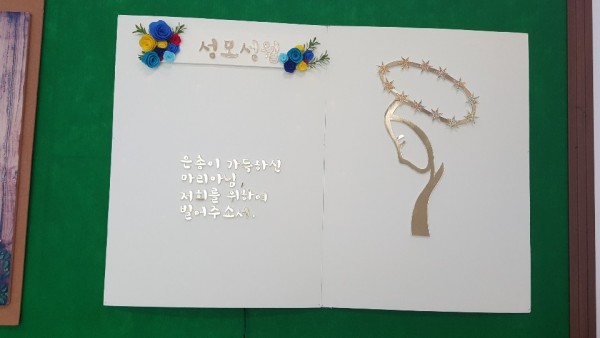 성모성월
은총이 가득하신
마리아님,
저희를 위하여
빌어주소서.